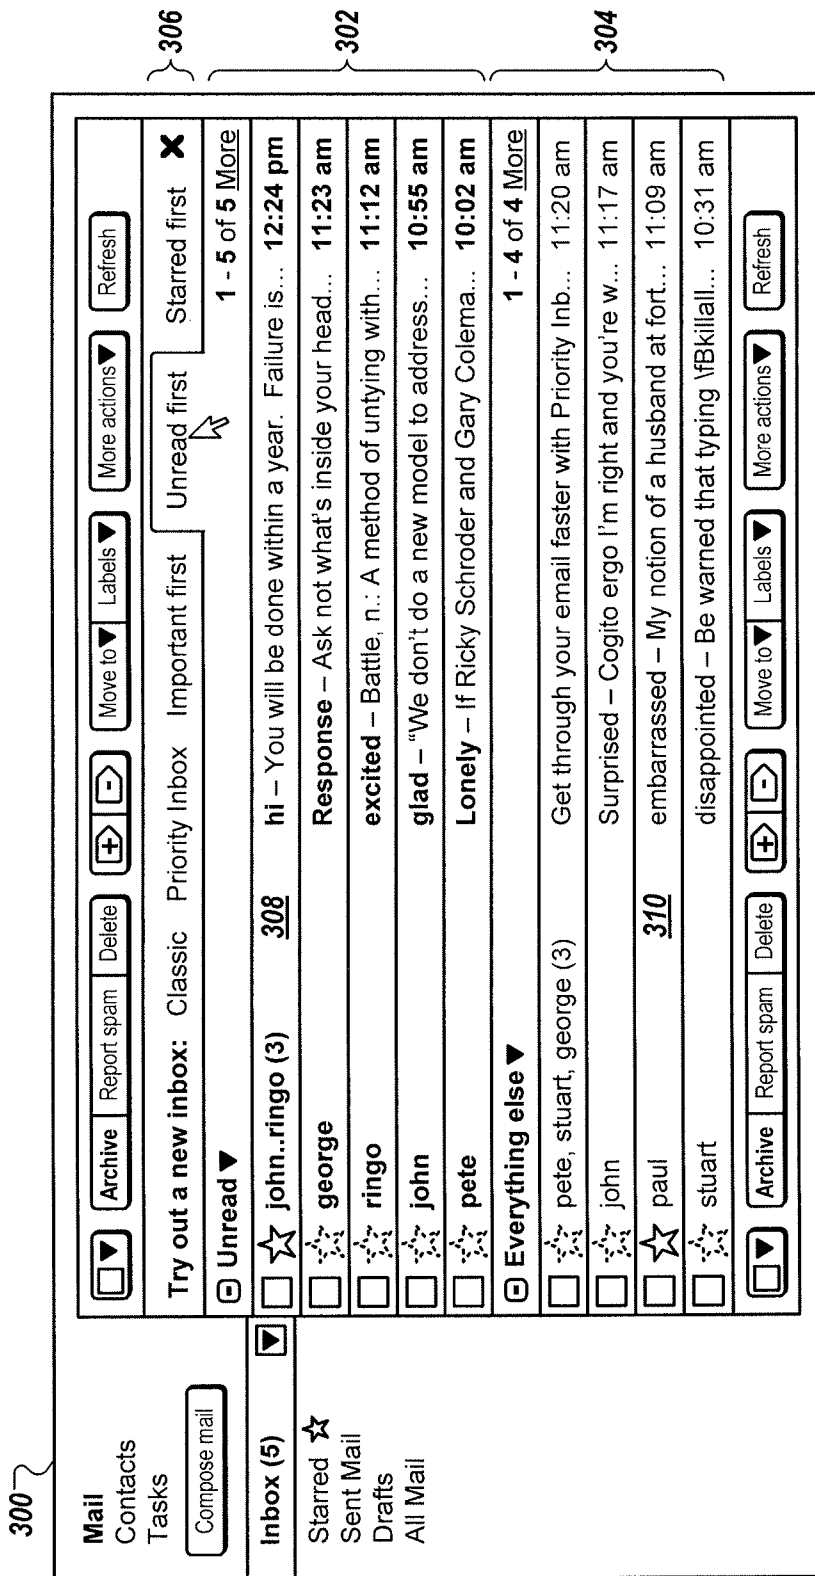 300
Mail
Contacts
Tasks
Compose mail
Inbox (5)
Starred
Sent Mail
Drafts
All Mail
Archive Report spam Delete + - Move to Labels More actions Refresh
Try out a new inbox: Classic Priority Inbox Important first Unread first Starred first X
306
Unread 1 - 5 of 5 More
john..ringo (3) 308 hi – You will be done within a year. Failure is... 12:24 pm
george Response – Ask not what's inside your head... 11:23 am
ringo excited – Battle, n.: A method of untying with... 11:12 am
john glad – “We don't do a new model to address... 10:55 am
pete Lonely – If Ricky Schroder and Gary Colema... 10:02 am
302
Everything else 1 - 4 of 4 More
pete, stuart, george (3) Get through your email faster with Priority Inb... 11:20 am
john Surprised – Cogito ergo I'm right and you're w... 11:17 am
paul 310 embarrassed – My notion of a husband at fort... 11:09 am
stuart disappointed – Be warned that typing \fBkillall... 10:31 am
304
Archive Report spam Delete + - Move to Labels More actions Refresh